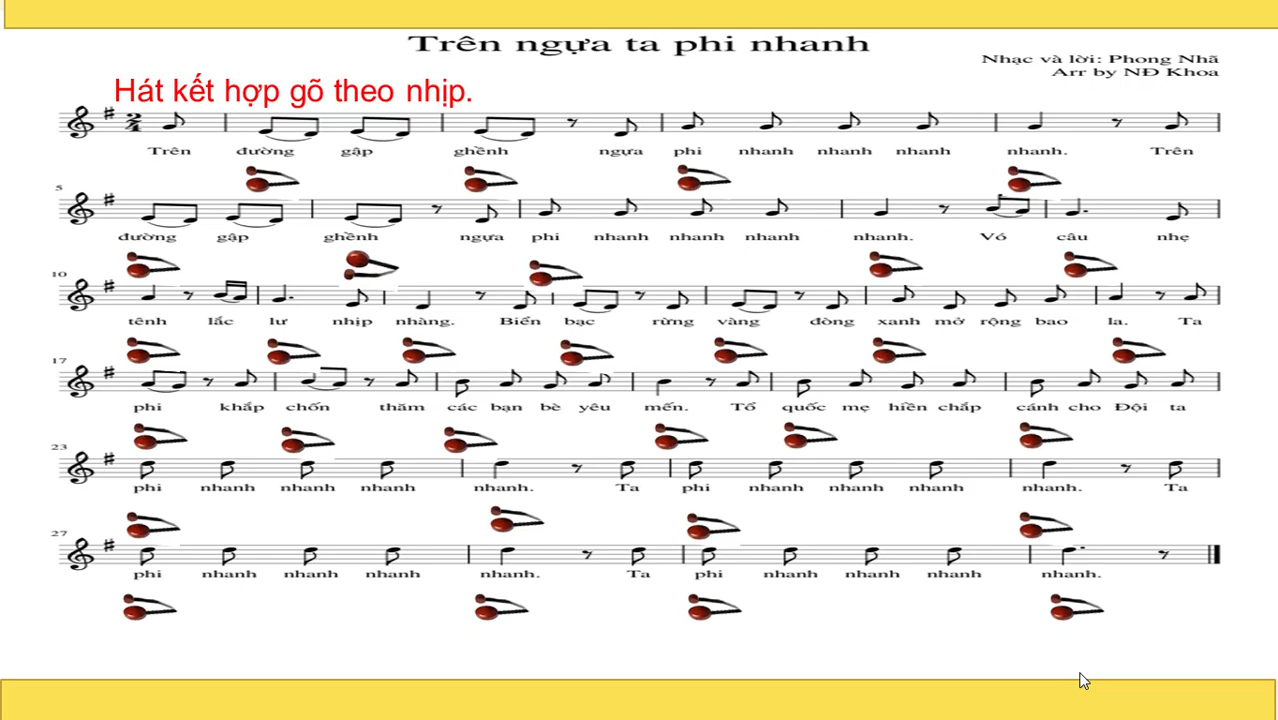 Trên ngựa ta phi nhanh
Nhạc và lời: Phong Nhã
Arr by NĐ Khoa
Hát kết hợp gõ theo nhịp.
2
4
Trên đường gập ghềnh ngựa phi nhanh nhanh nhanh nhanh. Trên
5
đường gập ghềnh ngựa phi nhanh nhanh nhanh nhanh. Vó câu nhẹ
10
tênh lắc lư nhịp nhàng. Biển bạc rừng vàng đồng xanh mở rộng bao la. Ta
17
phi khắp chốn thăm các bạn bè yêu mến. Tổ quốc mẹ hiền chắp cánh cho Đội ta
23
phi nhanh nhanh nhanh nhanh. Ta phi nhanh nhanh nhanh nhanh. Ta
27
phi nhanh nhanh nhanh nhanh. Ta phi nhanh nhanh nhanh nhanh.